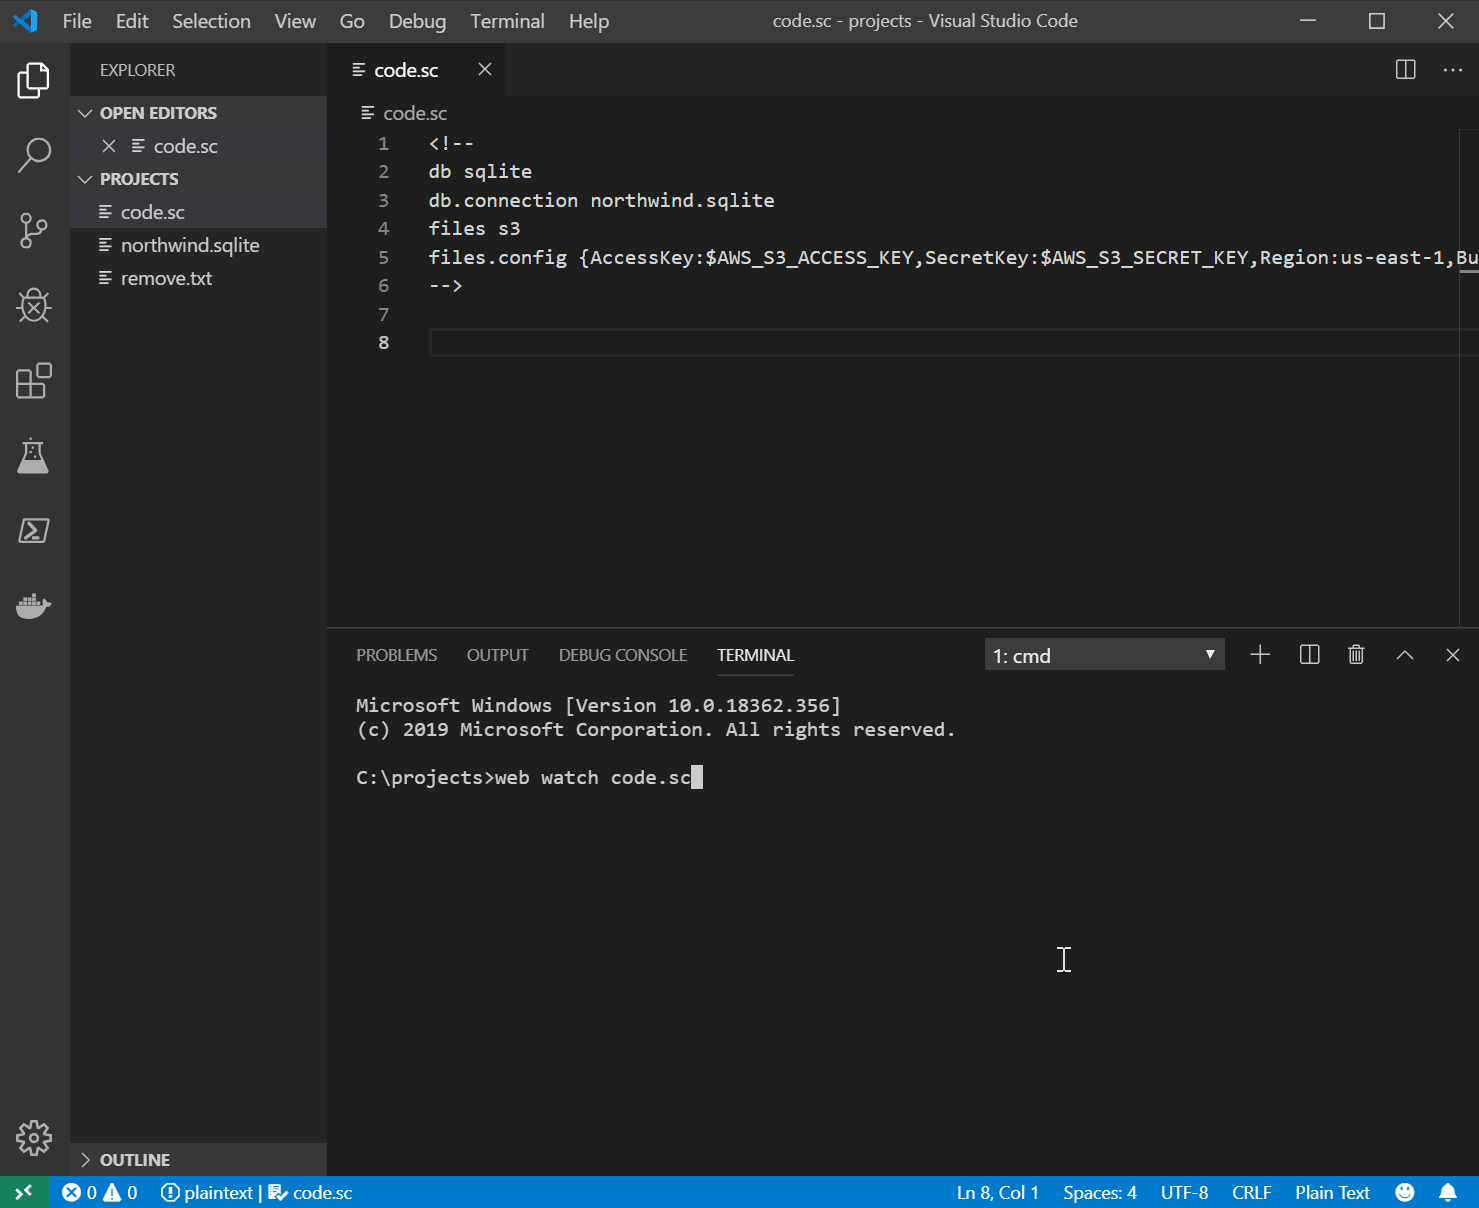 File Edit Selection View Go Debug Terminal Help code.sc - projects - Visual Studio Code
EXPLORER
OPEN EDITORS
code.sc
PROJECTS
code.sc
northwind.sqlite
remove.txt
OUTLINE
code.sc
code.sc
1 <!--
2 db sqlite
3 db.connection northwind.sqlite
4 files s3
5 files.config {AccessKey:$AWS_S3_ACCESS_KEY,SecretKey:$AWS_S3_SECRET_KEY,Region:us-east-1,Bu
6 -->
7
8
PROBLEMS OUTPUT DEBUG CONSOLE TERMINAL 1: cmd
Microsoft Windows [Version 10.0.18362.356]
(c) 2019 Microsoft Corporation. All rights reserved.
C:\projects>web watch code.sc
0 0 plaintext | code.sc Ln 8, Col 1 Spaces: 4 UTF-8 CRLF Plain Text